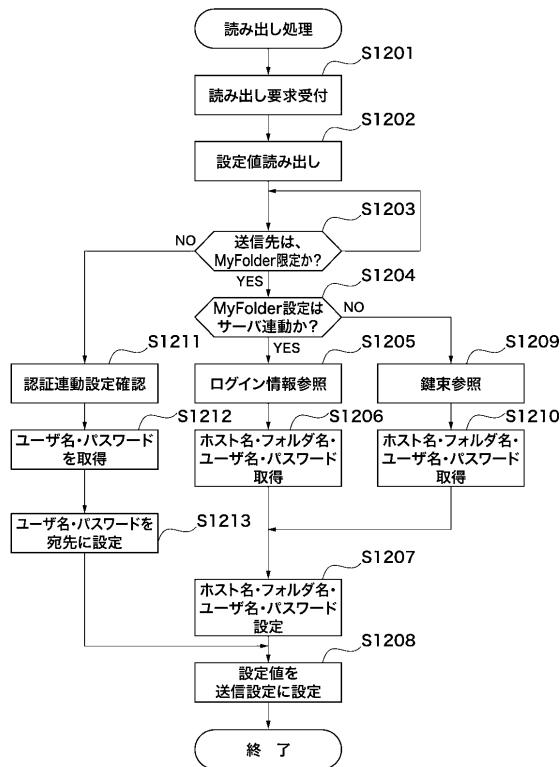 読み出し処理
S1201
読み出し要求受付
S1202
設定値読み出し
S1203
送信先は、
MyFolder限定か?
NO
YES
S1204
MyFolder設定は
サーバ連動か?
NO
YES
S1211
認証連動設定確認
S1205
ログイン情報参照
S1209
鍵束参照
S1212
ユーザ名・パスワード
を取得
S1206
ホスト名・フォルダ名・
ユーザ名・パスワード
取得
S1210
ホスト名・フォルダ名・
ユーザ名・パスワード
取得
S1213
ユーザ名・パスワードを
宛先に設定
S1207
ホスト名・フォルダ名・
ユーザ名・パスワード
設定
S1208
設定値を
送信設定に設定
終 了